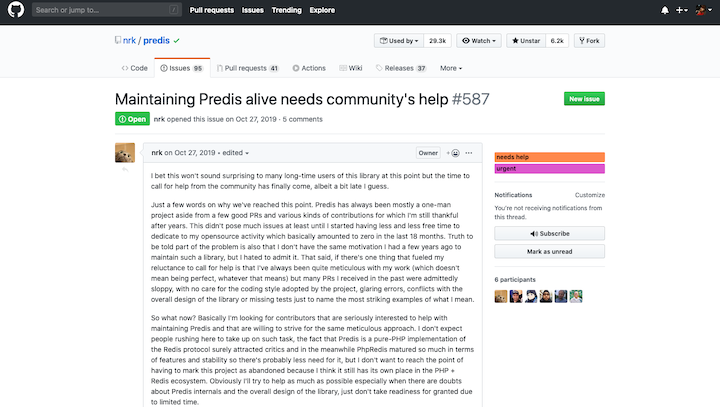 Search or jump to... / Pull requests Issues Trending Explore
nrk / predis
Used by 29.3k Watch Unstar 6.2k Fork
Code Issues 95 Pull requests 41 Actions Wiki Releases 37 More
Maintaining Predis alive needs community's help #587
New issue
Open nrk opened this issue on Oct 27, 2019 · 5 comments
nrk on Oct 27, 2019 • edited Owner
I bet this won't sound surprising to many long-time users of this library at this point but the time to
call for help from the community has finally come, albeit a bit late I guess.
Just a few words on why we've reached this point. Predis has always been mostly a one-man
project aside from a few good PRs and various kinds of contributions for which I'm still thankful
after years. This didn't pose much issues at least until I started having less and less free time to
dedicate to my opensource activity which basically amounted to zero in the last 18 months. Truth to
be told part of the problem is also that I don't have the same motivation I had a few years ago to
maintain such a library, but I hated to admit it. That said, if there's one thing that fueled my
reluctance to call for help is that I've always been quite meticulous with my work (which doesn't
mean being perfect, whatever that means) but many PRs I received in the past were admittedly
sloppy, with no care for the coding style adopted by the project, glaring errors, conflicts with the
overall design of the library or missing tests just to name the most striking examples of what I mean.
So what now? Basically I'm looking for contributors that are seriously interested to help with
maintaining Predis and that are willing to strive for the same meticulous approach. I don't expect
people rushing here to take up on such task, the fact that Predis is a pure-PHP implementation of
the Redis protocol surely attracted critics and in the meanwhile PhpRedis matured so much in terms
of features and stability so there's probably less need for it, but I don't want to reach the point of
having to mark this project as abandoned because I think it still has its own place in the PHP +
Redis ecosystem. Obviously I'll try to help as much as possible especially when there are doubts
about Predis internals and the overall design of the library, just don't take readiness for granted due
to limited time.
needs help
urgent
Notifications Customize
You're not receiving notifications from
this thread.
Subscribe
Mark as unread
6 participants